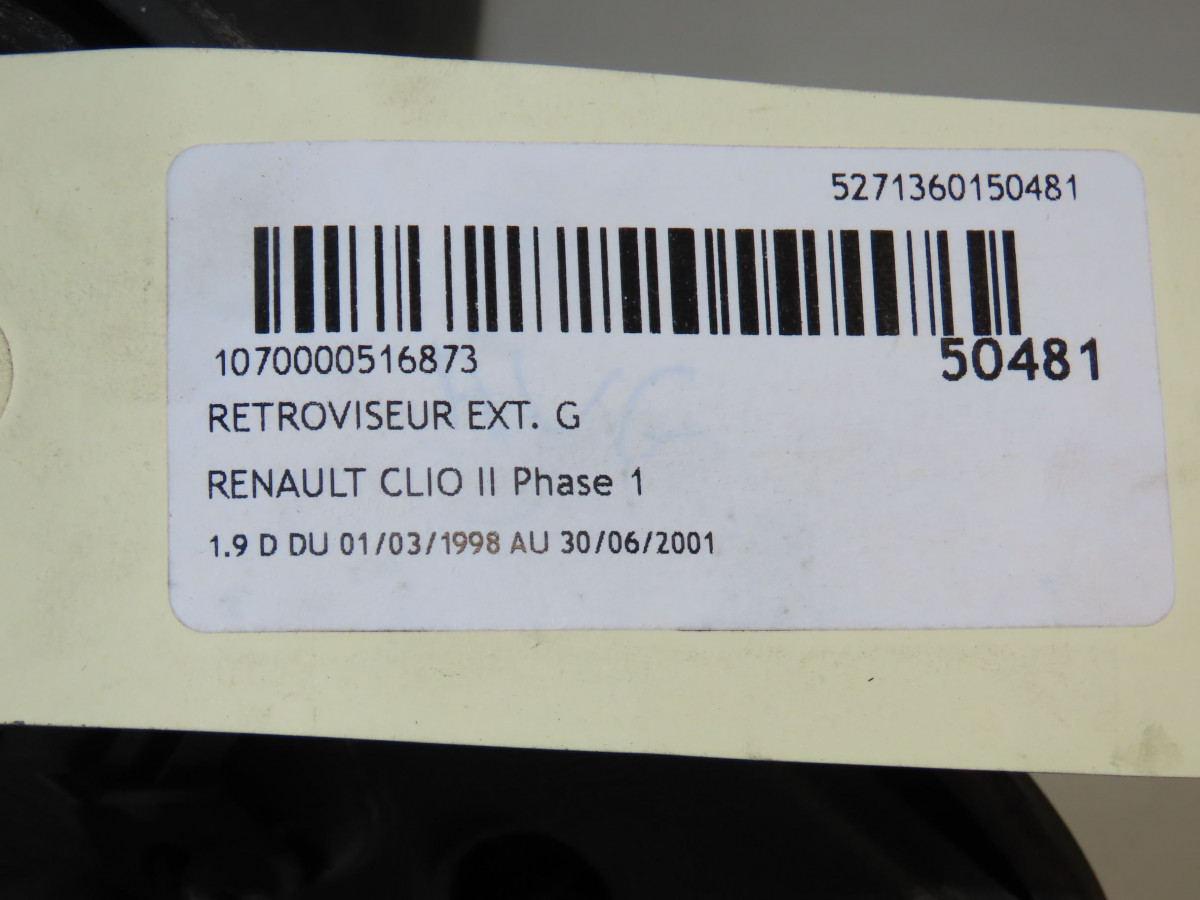 5271360150481
1070000516873
50481
RETROVISEUR EXT. G
RENAULT CLIO II Phase 1
1.9 D DU 01/03/1998 AU 30/06/2001